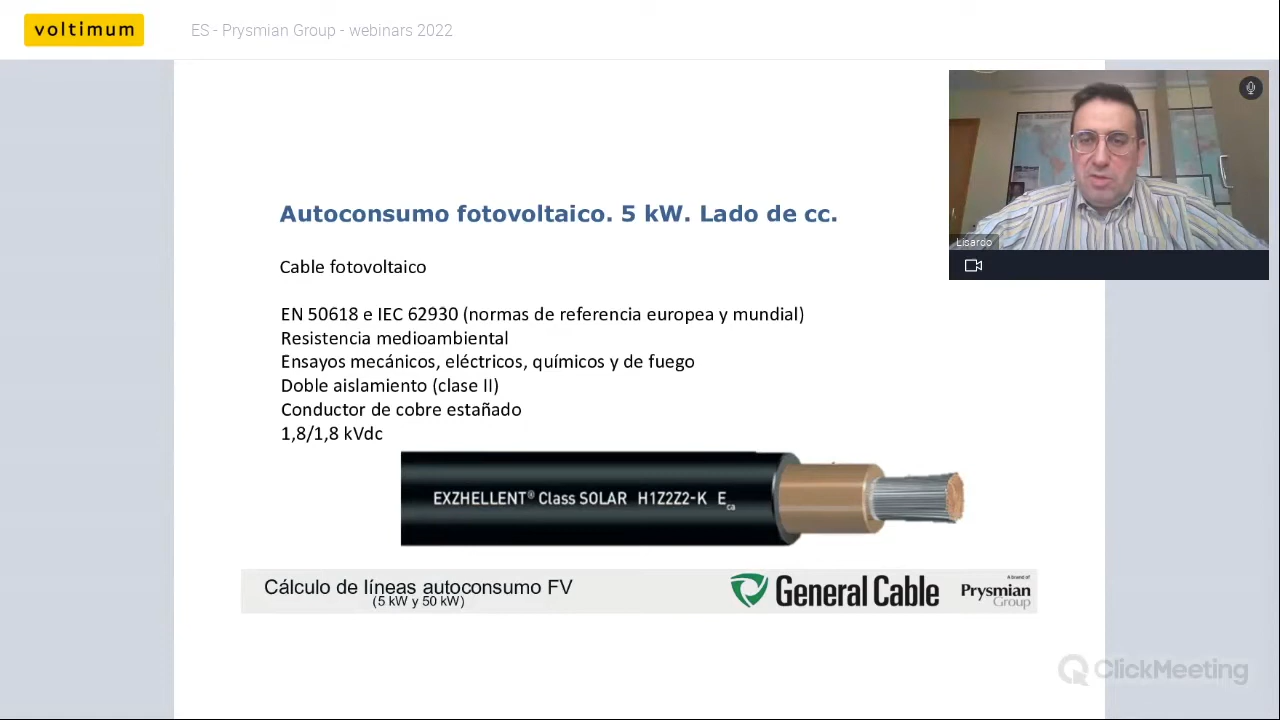 voltimum
ES - Prysmian Group - webinars 2022
Lisardo
Autoconsumo fotovoltaico. 5 kW. Lado de cc.
Cable fotovoltaico
EN 50618 e IEC 62930 (normas de referencia europea y mundial)
Resistencia medioambiental
Ensayos mecánicos, eléctricos, químicos y de fuego
Doble aislamiento (clase II)
Conductor de cobre estañado
1,8/1,8 kVdc
EXZHELLENT® Class SOLAR H1Z2Z2-K Eca
Cálculo de líneas autoconsumo FV
(5 kW y 50 kW)
General Cable
A brand of
Prysmian
Group
ClickMeeting